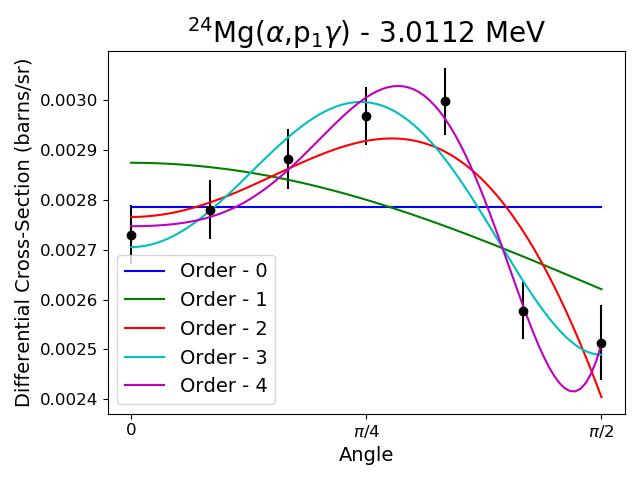 ²⁴Mg(α,p₁γ) - 3.0112 MeV
Differential Cross-Section (barns/sr)
0.0030
0.0029
0.0028
0.0027
0.0026
0.0025
0.0024
Order - 0
Order - 1
Order - 2
Order - 3
Order - 4
0 π/4 π/2
Angle